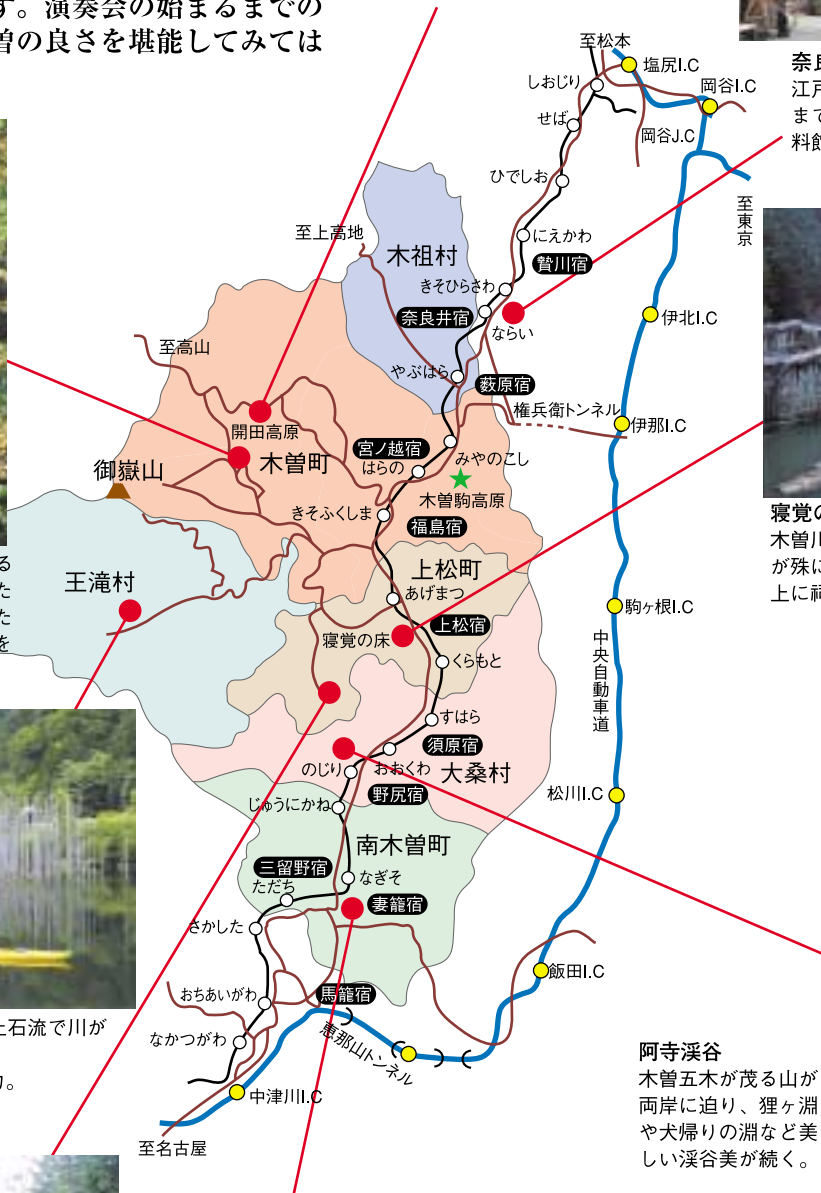 す。演奏会の始まるまでの
曽の良さを堪能してみては
至松本
塩尻I.C
しおじり
岡谷I.C
せば
岡谷J.C
ひでしお
至東京
至上高地
木祖村
にえかわ
贄川宿
きそひらさわ
奈良井宿
ならい
伊北I.C
至高山
やぶはら
藪原宿
権兵衛トンネル
伊那I.C
開田高原
木曽町
宮ノ越宿
はらの
みやのこし
御嶽山
木曽駒高原
きそふくしま
福島宿
上松町
王滝村
あげまつ
駒ヶ根I.C
上松宿
寝覚の床
中央自動車道
くらもと
すはら
須原宿
のじり
おおくわ
大桑村
野尻宿
じゅうにかね
松川I.C
南木曽町
三留野宿
ただち
なぎそ
妻籠宿
さかした
飯田I.C
おちあいがわ
馬籠宿
なかつがわ
恵那山トンネル
中津川I.C
至名古屋
奈良
江戸
まで
料館
寝覚の
木曽川
が殊に
上に祠
る
た
た
を
土石流で川が
阿寺渓谷
木曽五木が茂る山が
両岸に迫り、狸ヶ淵
や犬帰りの淵など美
しい渓谷美が続く。